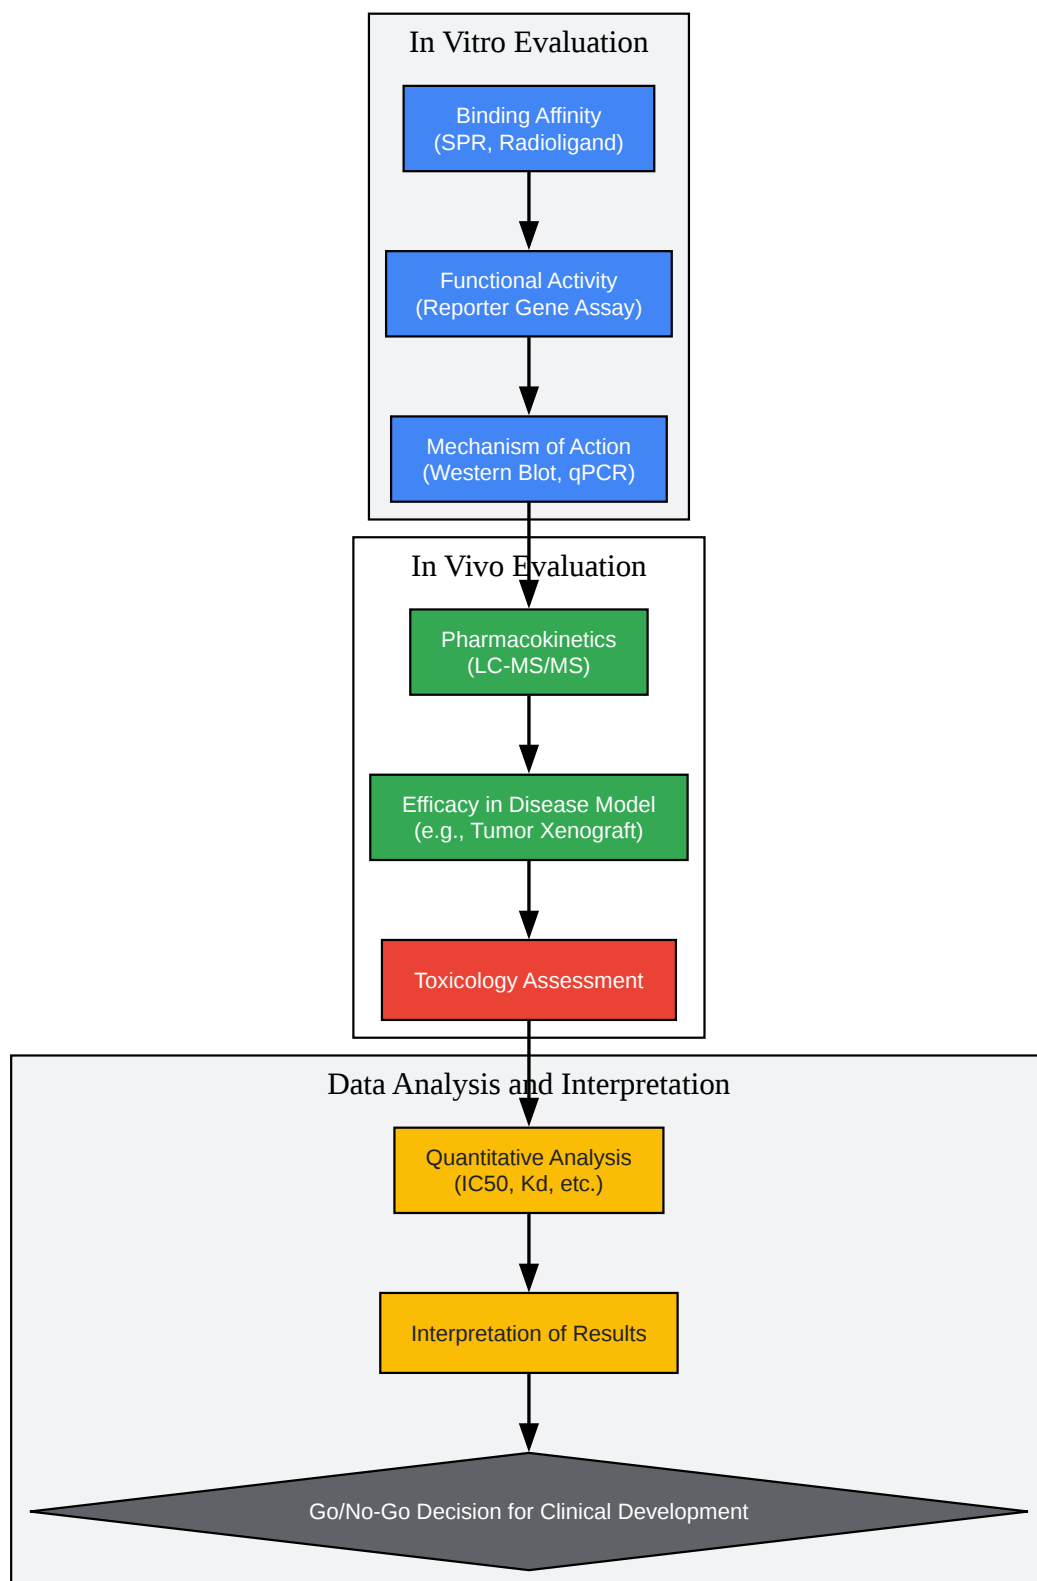 In Vitro Evaluation
Binding Affinity
(SPR, Radioligand)
Functional Activity
(Reporter Gene Assay)
Mechanism of Action
(Western Blot, qPCR)
In Vivo Evaluation
Pharmacokinetics
(LC-MS/MS)
Efficacy in Disease Model
(e.g., Tumor Xenograft)
Toxicology Assessment
Data Analysis and Interpretation
Quantitative Analysis
(IC50, Kd, etc.)
Interpretation of Results
Go/No-Go Decision for Clinical Development